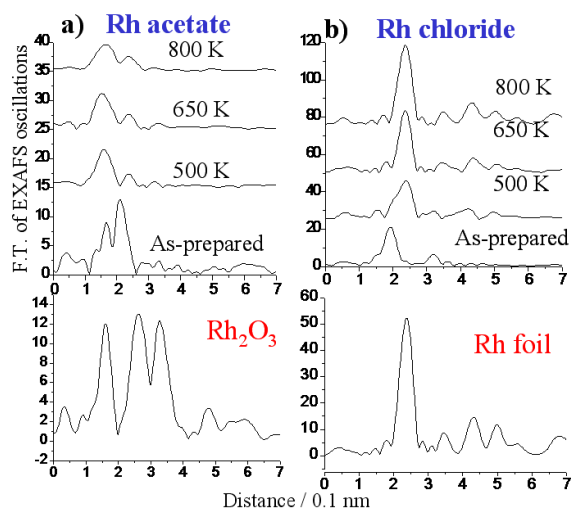 a) Rh acetate
b) Rh chloride
F.T. of EXAFS oscillations
40
35
30
25
20
15
10
5
0
800 K
650 K
500 K
As-prepared
0 1 2 3 4 5 6 7
120
100
80
60
40
20
0
800 K
650 K
500 K
As-prepared
0 1 2 3 4 5 6 7
14
12
10
8
6
4
2
0
-2
Rh₂O₃
0 1 2 3 4 5 6 7
60
50
40
30
20
10
0
Rh foil
0 1 2 3 4 5 6 7
Distance / 0.1 nm